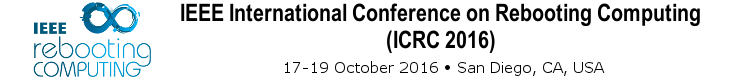 IEEE
rebooting
COMPUTING
IEEE International Conference on Rebooting Computing
(ICRC 2016)
17-19 October 2016 • San Diego, CA, USA